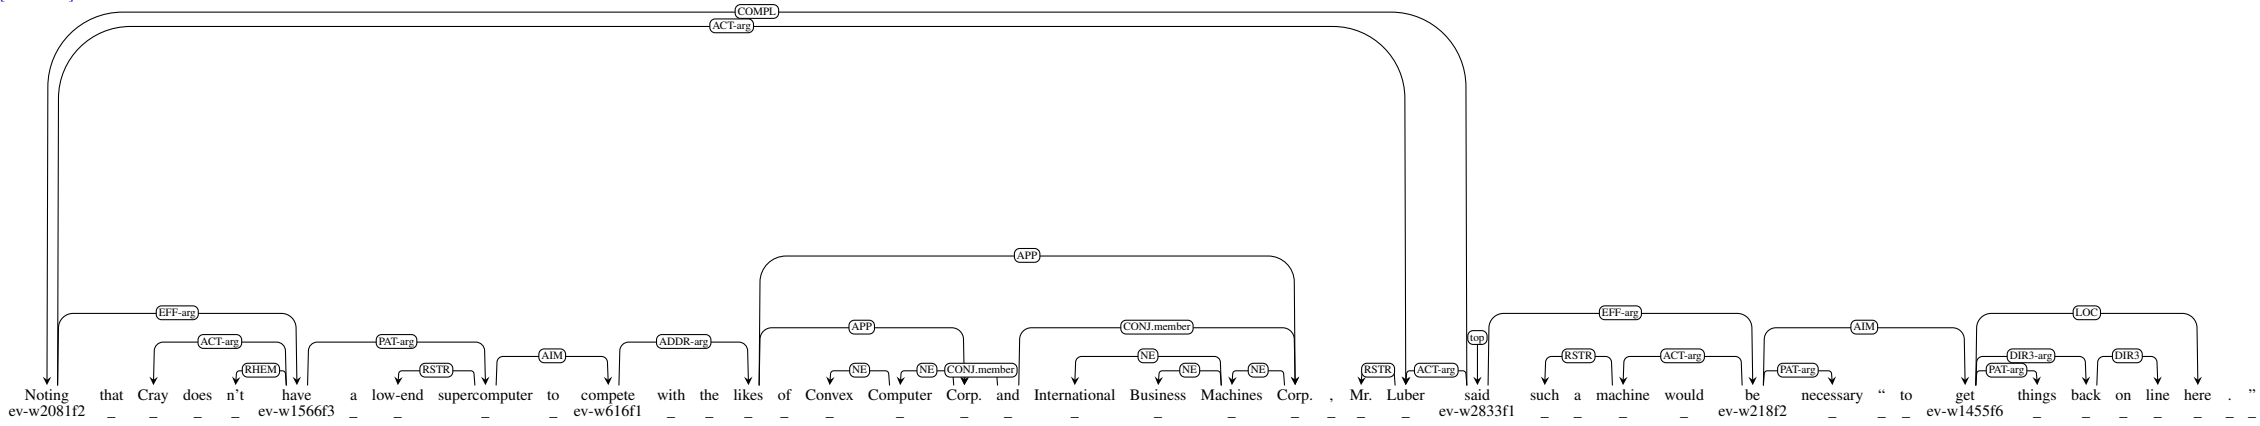 COMPL
ACT-arg
APP
EFF-arg EFF-arg LOC
APP CONJ.member AIM
top
ACT-arg PAT-arg ADDR-arg
AIM NE RSTR ACT-arg DIR3-arg DIR3
RHEM RSTR NE NE CONJ.member NE NE RSTR ACT-arg PAT-arg PAT-arg
Noting that Cray does n't have a low-end supercomputer to compete with the likes of Convex Computer Corp. and International Business Machines Corp. , Mr. Luber said such a machine would be necessary “ to get things back on line here . ”
ev-w2081f2 _ _ _ _ ev-w1566f3 _ _ _ _ ev-w616f1 _ _ _ _ _ _ _ _ _ _ _ _ _ _ _ ev-w2833f1 _ _ _ _ ev-w218f2 _ _ _ ev-w1455f6 _ _ _ _ _ _ _